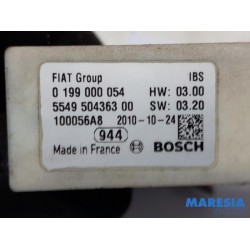 FIAT Group IBS
0 199 000 054 HW: 03.00
5549 504363 00 SW: 03.20
100056A8 2010-10-24
944
Made in France BOSCH
MARESIA